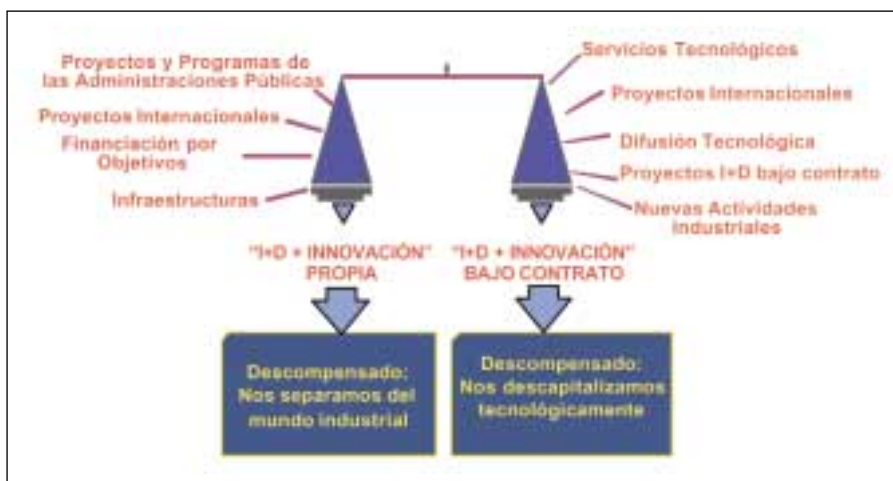 Proyectos y Programas de
las Administraciones Públicas
Proyectos Internacionales
Financiación por
Objetivos
Infraestructuras
Servicios Tecnológicos
Proyectos Internacionales
Difusión Tecnológica
Proyectos I+D bajo contrato
Nuevas Actividades
industriales
"I+D + INNOVACIÓN"
PROPIA
"I+D + INNOVACIÓN"
BAJO CONTRATO
Descompensado:
Nos separamos del
mundo industrial
Descompensado:
Nos descapitalizamos
tecnológicamente